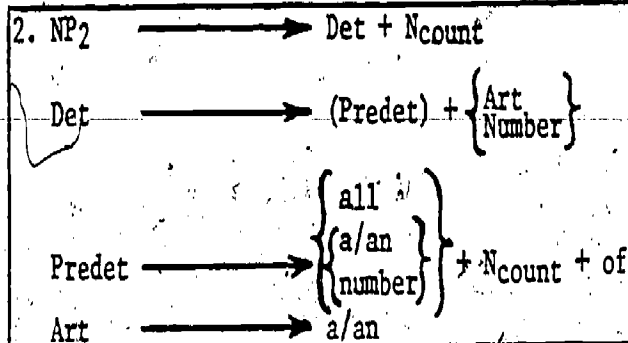 2. NP2 → Det + Ncount
Det → (Predet) + {Art
Number}
Predet → {all
{a/an
number}} + Ncount + of
Art → a/an